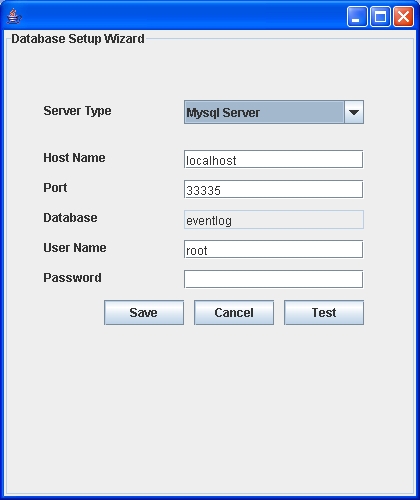 Database Setup Wizard
Server Type Mysql Server
Host Name localhost
Port 33335
Database eventlog
User Name root
Password
Save Cancel Test